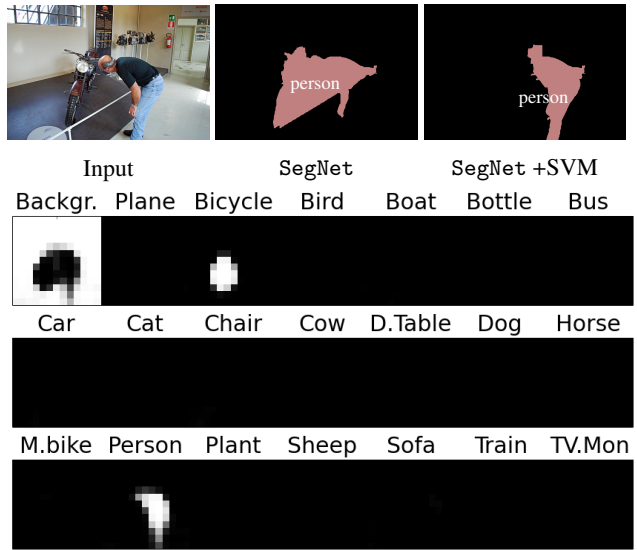 person
person
Input SegNet SegNet +SVM
Backgr. Plane Bicycle Bird Boat Bottle Bus
Car Cat Chair Cow D.Table Dog Horse
M.bike Person Plant Sheep Sofa Train TV.Mon